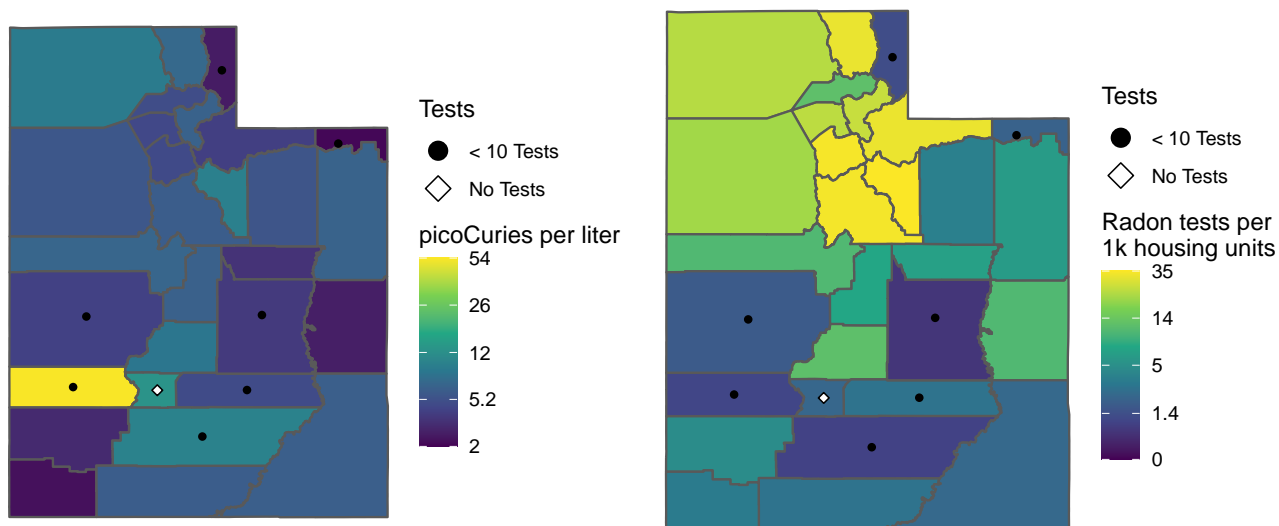 Tests
< 10 Tests
No Tests
picoCuries per liter
54
26
12
5.2
2
Tests
< 10 Tests
No Tests
Radon tests per
1k housing units
35
14
5
1.4
0